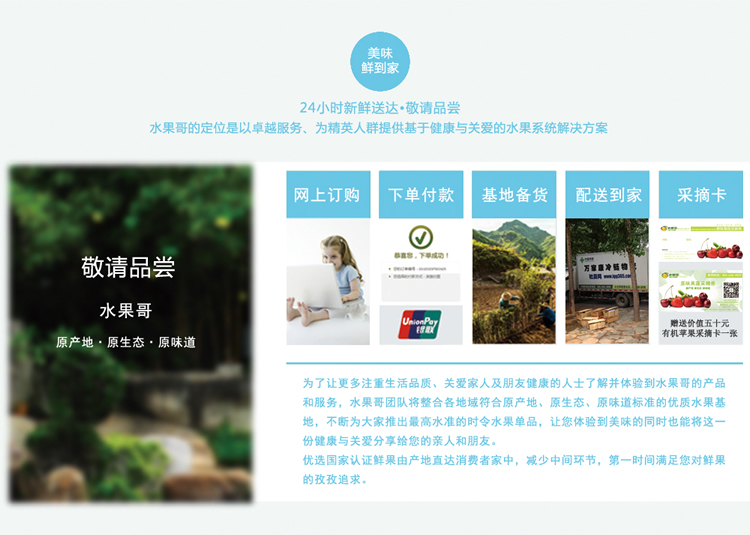 美味
鲜到家
24小时新鲜送达•敬请品尝
水果哥的定位是以卓越服务、为精英人群提供基于健康与关爱的水果系统解决方案
敬请品尝
水果哥
原产地·原生态·原味道
网上订购
下单付款
基地备货
配送到家
采摘卡
恭喜您，下单成功！
UnionPay
银联
万家康冷链物
赠送价值五十元
有机苹果采摘卡一张
为了让更多注重生活品质、关爱家人及朋友健康的人士了解并体验到水果哥的产品
和服务，水果哥团队将整合各地域符合原产地、原生态、原味道标准的优质水果基
地，不断为大家推出最高水准的时令水果单品，让您体验到美味的同时也能将这一
份健康与关爱分享给您的亲人和朋友。
优选国家认证鲜果由产地直达消费者家中，减少中间环节，第一时间满足您对鲜果
的孜孜追求。